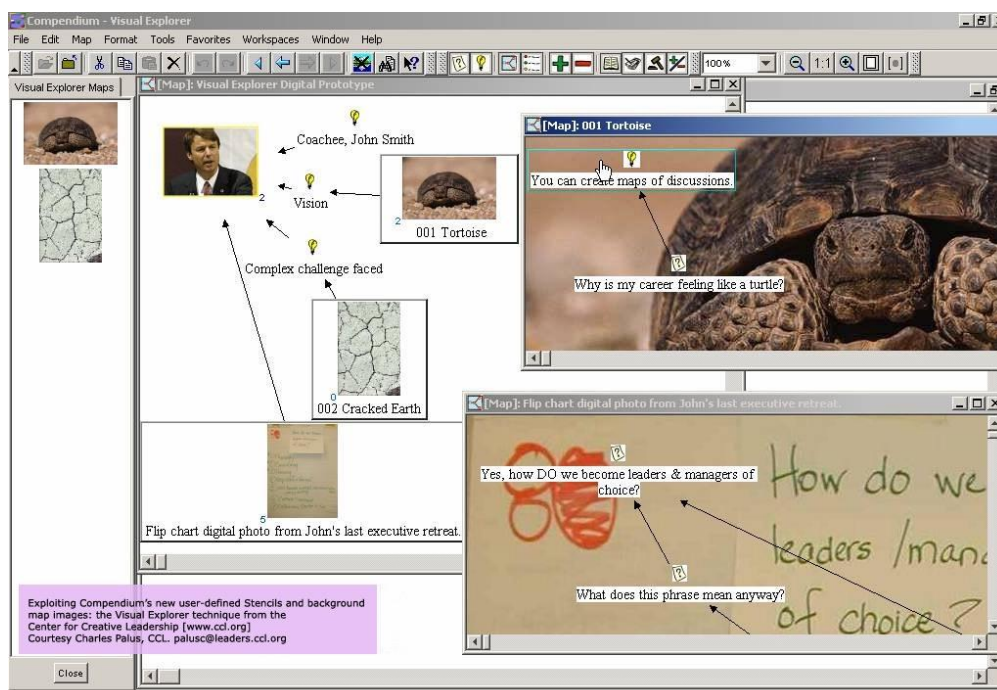 Compendium - Visual Explorer
File Edit Map Format Tools Favorites Workspaces Window Help
100%
1:1
Visual Explorer Maps
[Map]: Visual Explorer Digital Prototype
Coachee, John Smith
2
Vision
2
001 Tortoise
Complex challenge faced
0
002 Cracked Earth
5
Flip chart digital photo from John's last executive retreat.
[Map]: 001 Tortoise
You can create maps of discussions.
Why is my career feeling like a turtle?
[Map]: Flip chart digital photo from John's last executive retreat.
Yes, how DO we become leaders & managers of
choice?
What does this phrase mean anyway?
How do we
leaders /mana
of choice?
Exploiting Compendium's new user-defined Stencils and background
map images: the Visual Explorer technique from the
Center for Creative Leadership [www.ccl.org]
Courtesy Charles Palus, CCL. palusc@leaders.ccl.org
Close